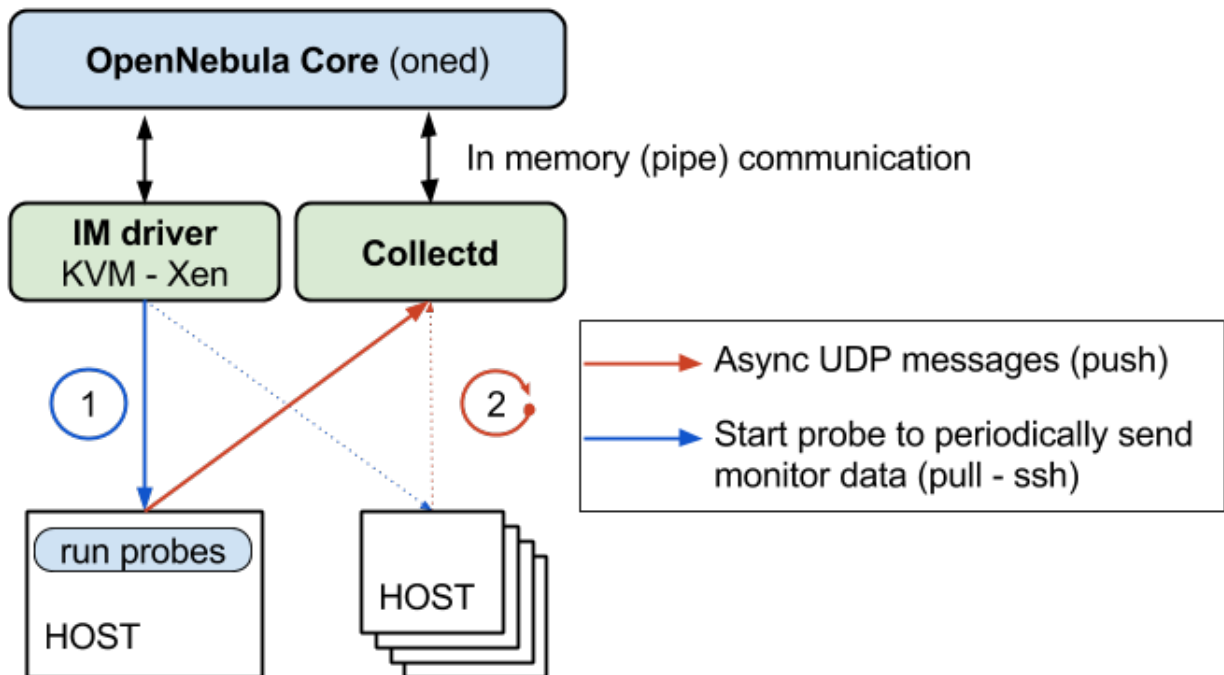 OpenNebula Core (oned)
In memory (pipe) communication
IM driver
KVM - Xen
Collectd
1
2
Async UDP messages (push)
Start probe to periodically send
monitor data (pull - ssh)
run probes
HOST
HOST